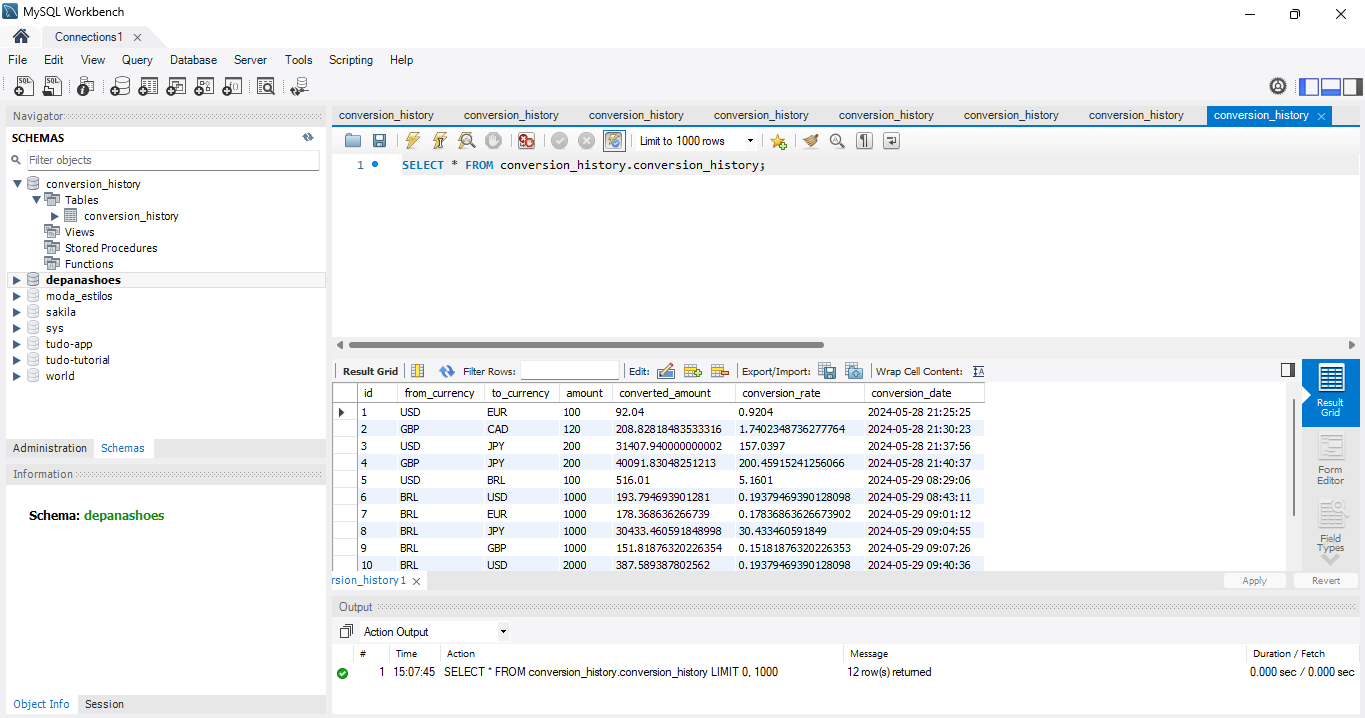 MySQL Workbench
Connections1
File Edit View Query Database Server Tools Scripting Help
Navigator
conversion_history conversion_history conversion_history conversion_history conversion_history conversion_history conversion_history conversion_history
SCHEMAS
Filter objects
Limit to 1000 rows
1 SELECT * FROM conversion_history.conversion_history;
conversion_history
Tables
conversion_history
Views
Stored Procedures
Functions
depanashoes
moda_estilos
sakila
sys
tudo-app
tudo-tutorial
world
Administration Schemas
Information
Schema: depanashoes
Object Info Session
Result Grid Filter Rows: Edit: Export/Import: Wrap Cell Content:
id from_currency to_currency amount converted_amount conversion_rate conversion_date
1 USD EUR 100 92.04 0.9204 2024-05-28 21:25:25
2 GBP CAD 120 208.82818483533316 1.7402348736277764 2024-05-28 21:30:23
3 USD JPY 200 31407.940000000002 157.0397 2024-05-28 21:37:56
4 GBP JPY 200 40091.83048251213 200.45915241256066 2024-05-28 21:40:37
5 USD BRL 100 516.01 5.1601 2024-05-29 08:29:06
6 BRL USD 1000 193.794693901281 0.19379469390128098 2024-05-29 08:43:11
7 BRL EUR 1000 178.368636266739 0.17836863626673902 2024-05-29 09:01:12
8 BRL JPY 1000 30433.460591848998 30.433460591849 2024-05-29 09:04:55
9 BRL GBP 1000 151.81876320226354 0.15181876320226353 2024-05-29 09:07:26
10 BRL USD 2000 387.589387802562 0.19379469390128098 2024-05-29 09:40:36
Result
Grid
Form
Editor
Field
Types
rsion_history 1
Apply Revert
Output
Action Output
# Time Action Message Duration / Fetch
1 15:07:45 SELECT * FROM conversion_history.conversion_history LIMIT 0, 1000 12 row(s) returned 0.000 sec / 0.000 sec